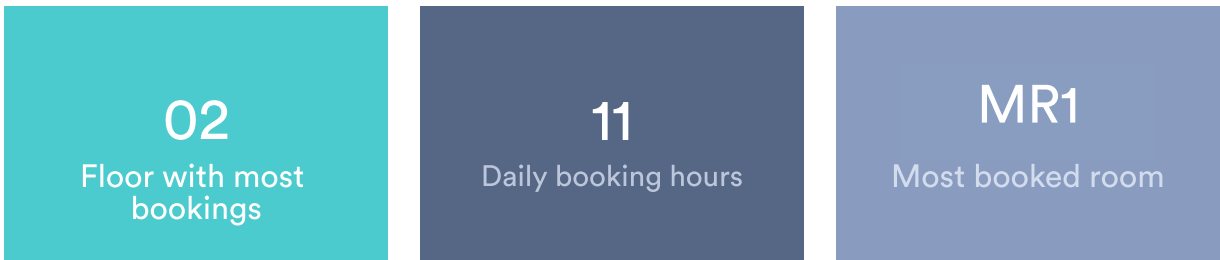 02
Floor with most
bookings
11
Daily booking hours
MR1
Most booked room